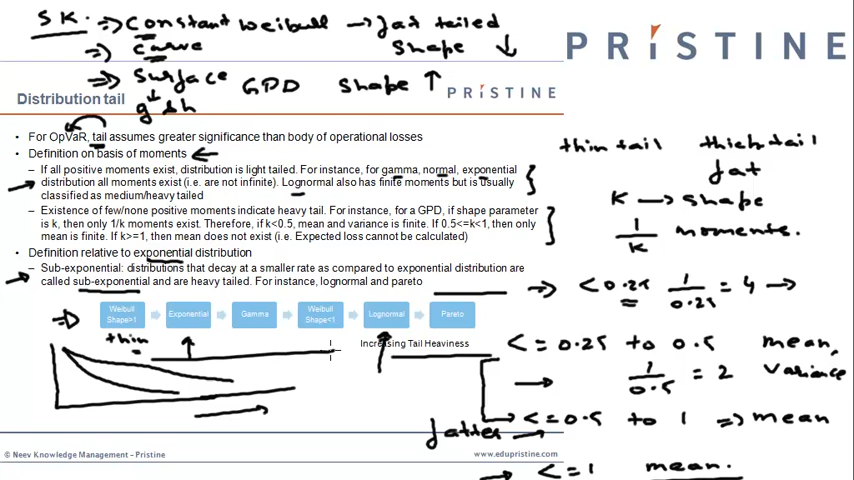 SK. => Constant Weibull -> fat tailed
=> Curve Shape ↓
=> Surface GPD Shape ↑
g & h
PRISTINE
PRISTINE
Distribution tail
• For OpVaR, tail assumes greater significance than body of operational losses
• Definition on basis of moments
– If all positive moments exist, distribution is light tailed. For instance, for gamma, normal, exponential
distribution all moments exist (i.e. are not infinite). Lognormal also has finite moments but is usually
classified as medium/heavy tailed
– Existence of few/none positive moments indicate heavy tail. For instance, for a GPD, if shape parameter
is k, then only 1/k moments exist. Therefore, if k<0.5, mean and variance is finite. If 0.5<=k<1, then only
mean is finite. If k>=1, then mean does not exist (i.e. Expected loss cannot be calculated)
• Definition relative to exponential distribution
– Sub-exponential: distributions that decay at a smaller rate as compared to exponential distribution are
called sub-exponential and are heavy tailed. For instance, lognormal and pareto
Weibull Shape>1
Exponential
Gamma
Weibull Shape<1
Lognormal
Pareto
thin
Increasing Tail Heaviness
thin tail thick tail
fat
K -> shape
1/K moments.
=> <0.25 1/0.25 = 4 ->
<= 0.25 to 0.5 mean,
-> 1/0.5 = 2 Variance
-> <=0.5 to 1 => mean
fatter ->
-> <=1 mean.
© Neev Knowledge Management – Pristine
www.edupristine.com